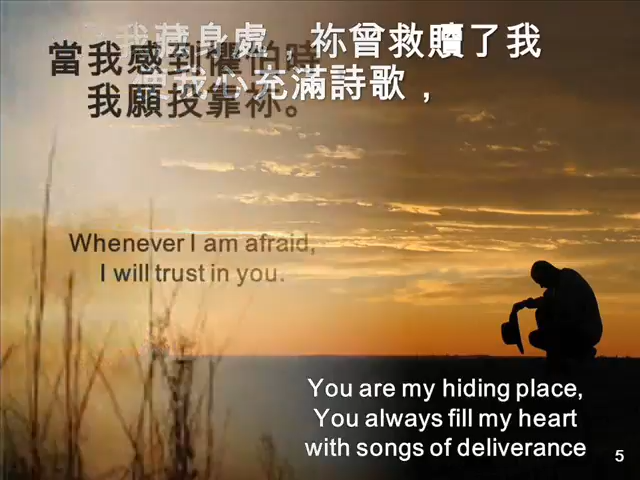 我藏身處，祢曾救贖了我
使我心充滿詩歌，
當我感到懼怕時
我願投靠祢。
Whenever I am afraid,
I will trust in you.
You are my hiding place,
You always fill my heart
with songs of deliverance
5